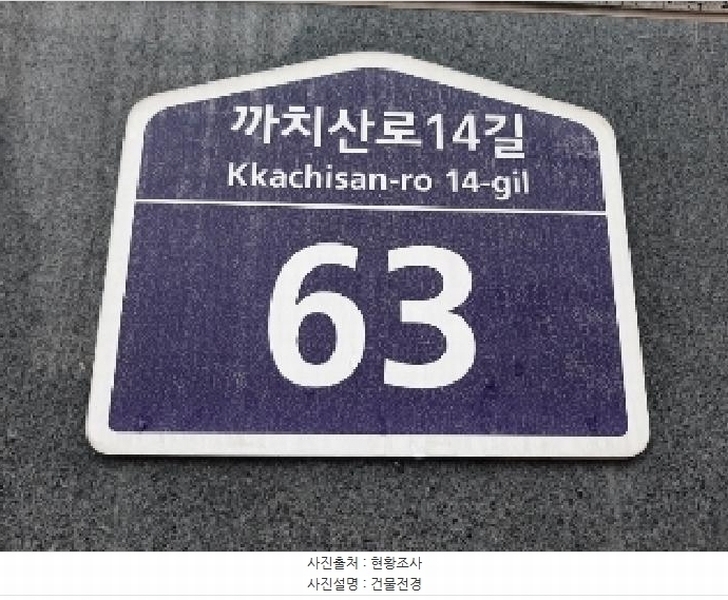 까치산로14길
Kkachisan-ro 14-gil
63
사진출처 : 현황조사
사진설명 : 건물전경